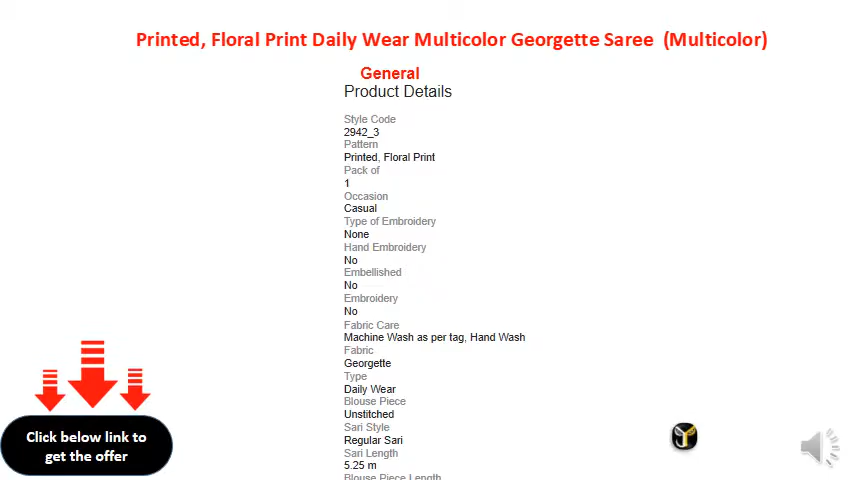 Printed, Floral Print Daily Wear Multicolor Georgette Saree  (Multicolor)
General
Product Details
Style Code
2942_3
Pattern
Printed, Floral Print
Pack of
1
Occasion
Casual
Type of Embroidery
None
Hand Embroidery
No
Embellished
No
Embroidery
No
Fabric Care
Machine Wash as per tag, Hand Wash
Fabric
Georgette
Type
Daily Wear
Blouse Piece
Unstitched
Sari Style
Regular Sari
Sari Length
5.25 m
Blouse Piece Length
Click below link to
get the offer